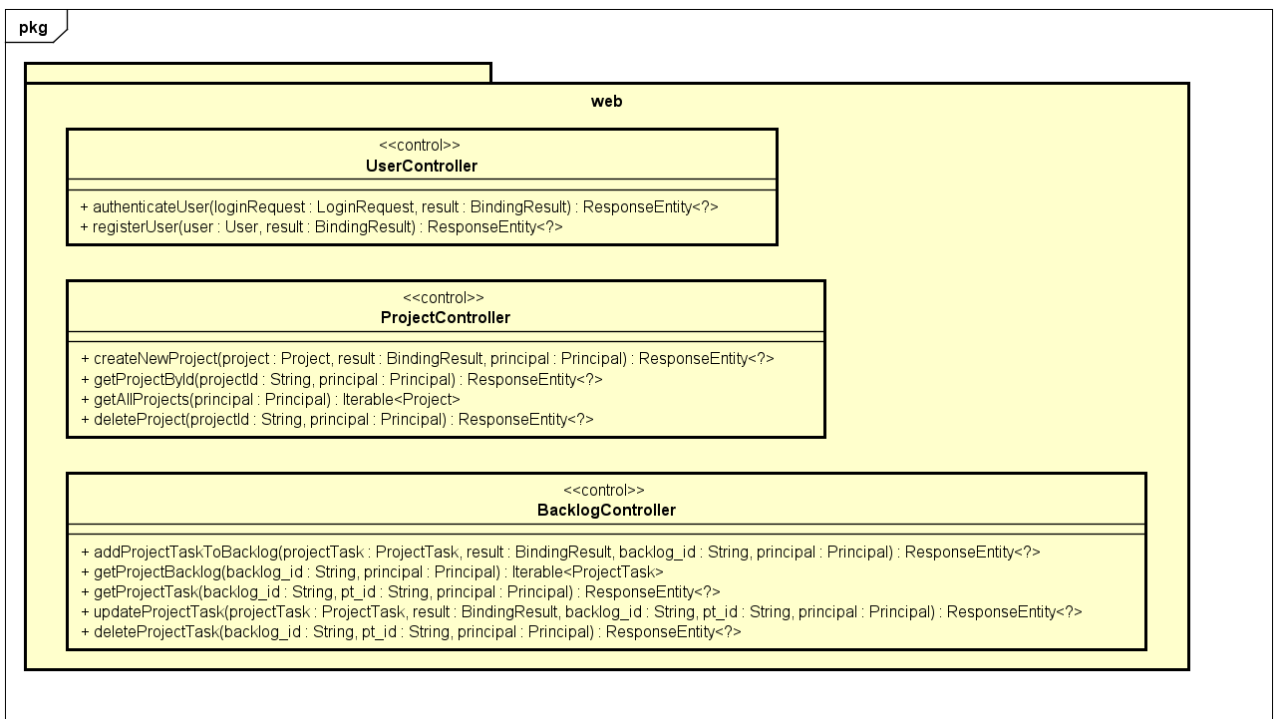 pkg
web
<<control>>
UserController
+ authenticateUser(loginRequest : LoginRequest, result : BindingResult) : ResponseEntity<?>
+ registerUser(user : User, result : BindingResult) : ResponseEntity<?>
<<control>>
ProjectController
+ createNewProject(project : Project, result : BindingResult, principal : Principal) : ResponseEntity<?>
+ getProjectById(projectId : String, principal : Principal) : ResponseEntity<?>
+ getAllProjects(principal : Principal) : Iterable<Project>
+ deleteProject(projectId : String, principal : Principal) : ResponseEntity<?>
<<control>>
BacklogController
+ addProjectTaskToBacklog(projectTask : ProjectTask, result : BindingResult, backlog_id : String, principal : Principal) : ResponseEntity<?>
+ getProjectBacklog(backlog_id : String, principal : Principal) : Iterable<ProjectTask>
+ getProjectTask(backlog_id : String, pt_id : String, principal : Principal) : ResponseEntity<?>
+ updateProjectTask(projectTask : ProjectTask, result : BindingResult, backlog_id : String, pt_id : String, principal : Principal) : ResponseEntity<?>
+ deleteProjectTask(backlog_id : String, pt_id : String, principal : Principal) : ResponseEntity<?>